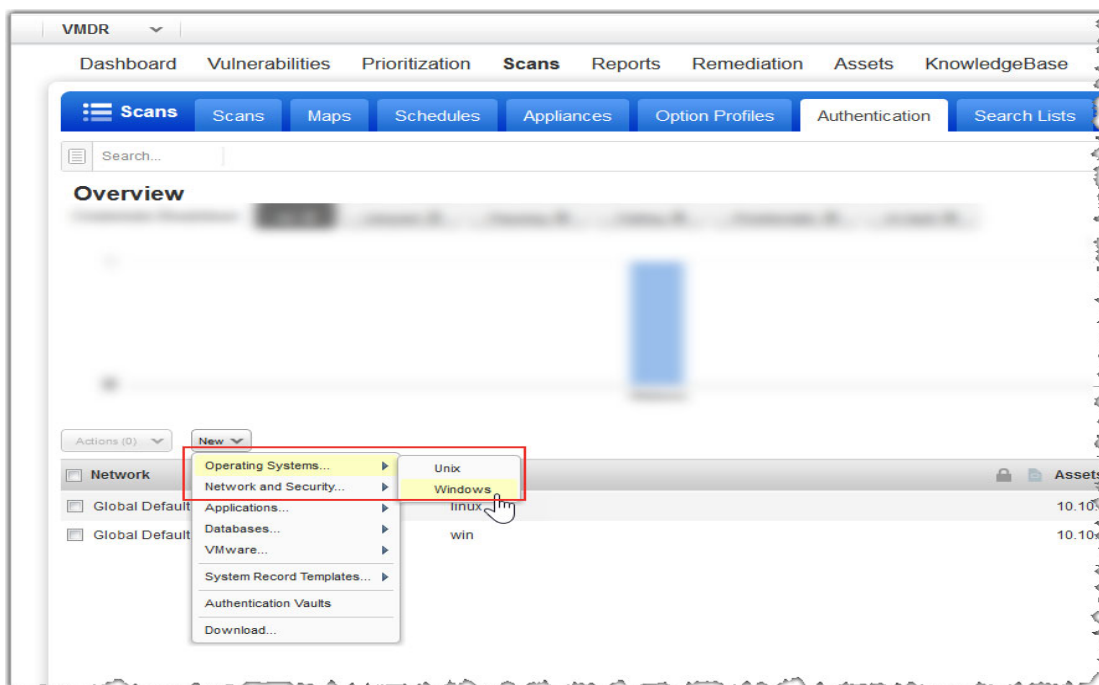 VMDR
Dashboard Vulnerabilities Prioritization Scans Reports Remediation Assets KnowledgeBase
Scans Scans Maps Schedules Appliances Option Profiles Authentication Search Lists
Search...
Overview
Actions (0) New
Operating Systems... Unix
Network and Security... Windows
Applications...
Databases...
VMware...
System Record Templates...
Authentication Vaults
Download...
Network Assets
Global Default linux 10.10
Global Default win 10.10